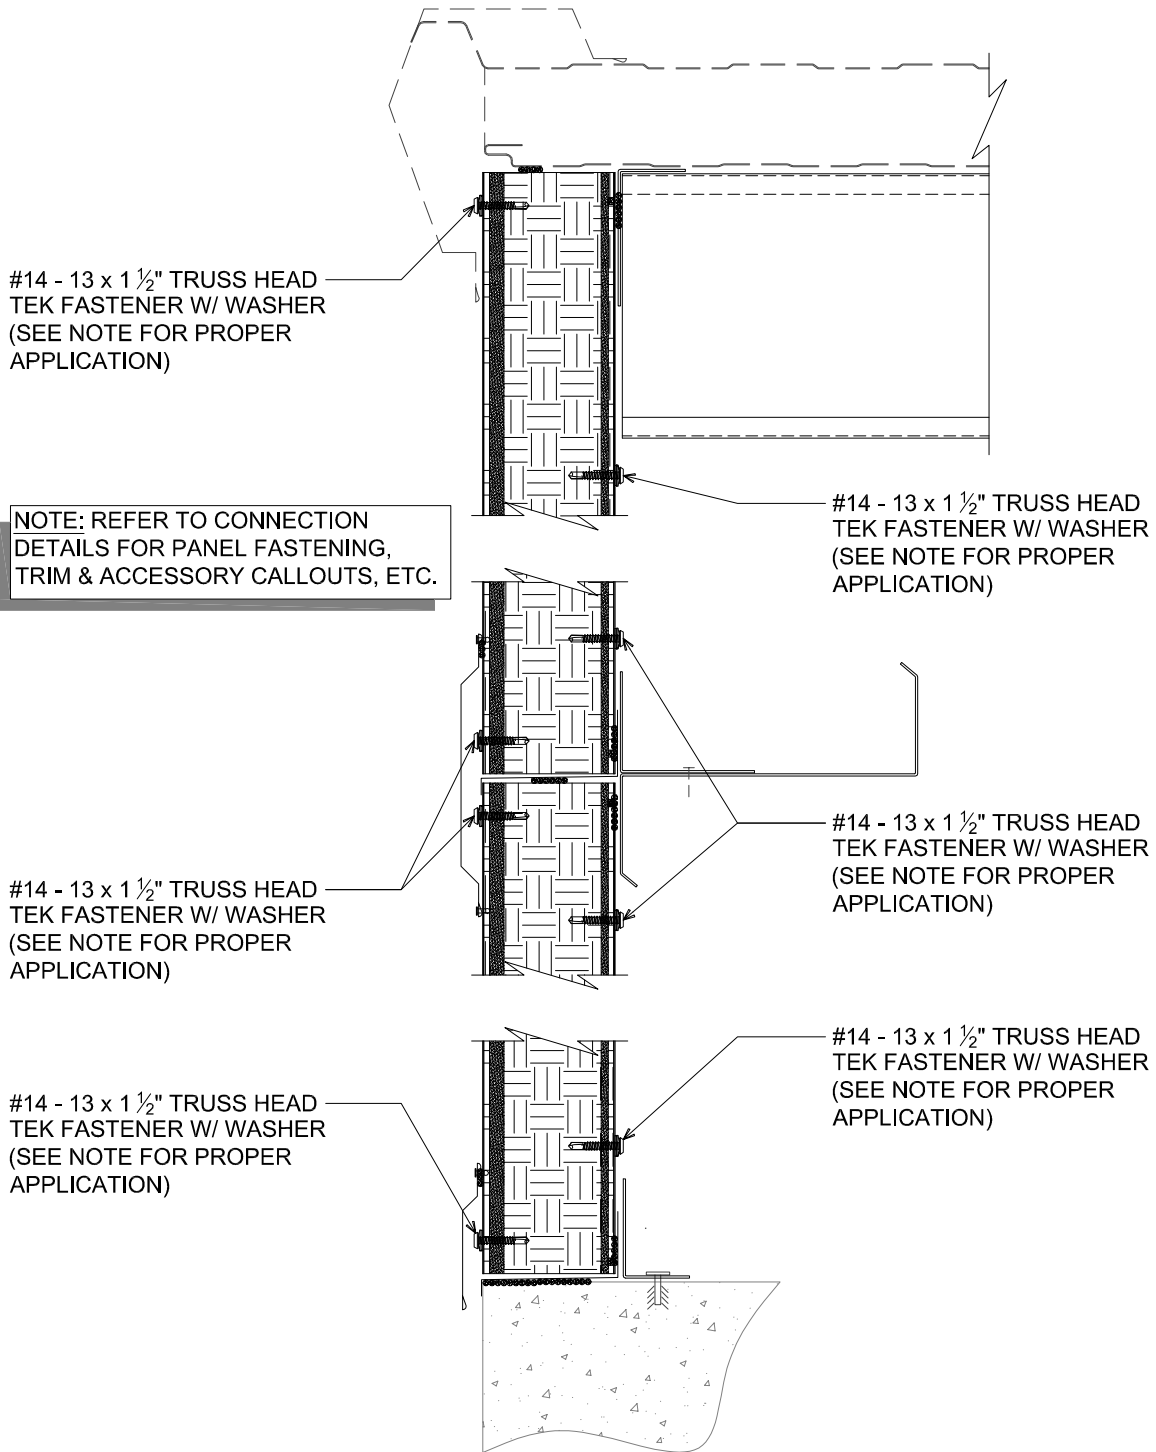 #14 - 13 x 1 ½" TRUSS HEAD
TEK FASTENER W/ WASHER
(SEE NOTE FOR PROPER
APPLICATION)
NOTE: REFER TO CONNECTION
DETAILS FOR PANEL FASTENING,
TRIM & ACCESSORY CALLOUTS, ETC.
#14 - 13 x 1 ½" TRUSS HEAD
TEK FASTENER W/ WASHER
(SEE NOTE FOR PROPER
APPLICATION)
#14 - 13 x 1 ½" TRUSS HEAD
TEK FASTENER W/ WASHER
(SEE NOTE FOR PROPER
APPLICATION)
#14 - 13 x 1 ½" TRUSS HEAD
TEK FASTENER W/ WASHER
(SEE NOTE FOR PROPER
APPLICATION)
#14 - 13 x 1 ½" TRUSS HEAD
TEK FASTENER W/ WASHER
(SEE NOTE FOR PROPER
APPLICATION)
#14 - 13 x 1 ½" TRUSS HEAD
TEK FASTENER W/ WASHER
(SEE NOTE FOR PROPER
APPLICATION)